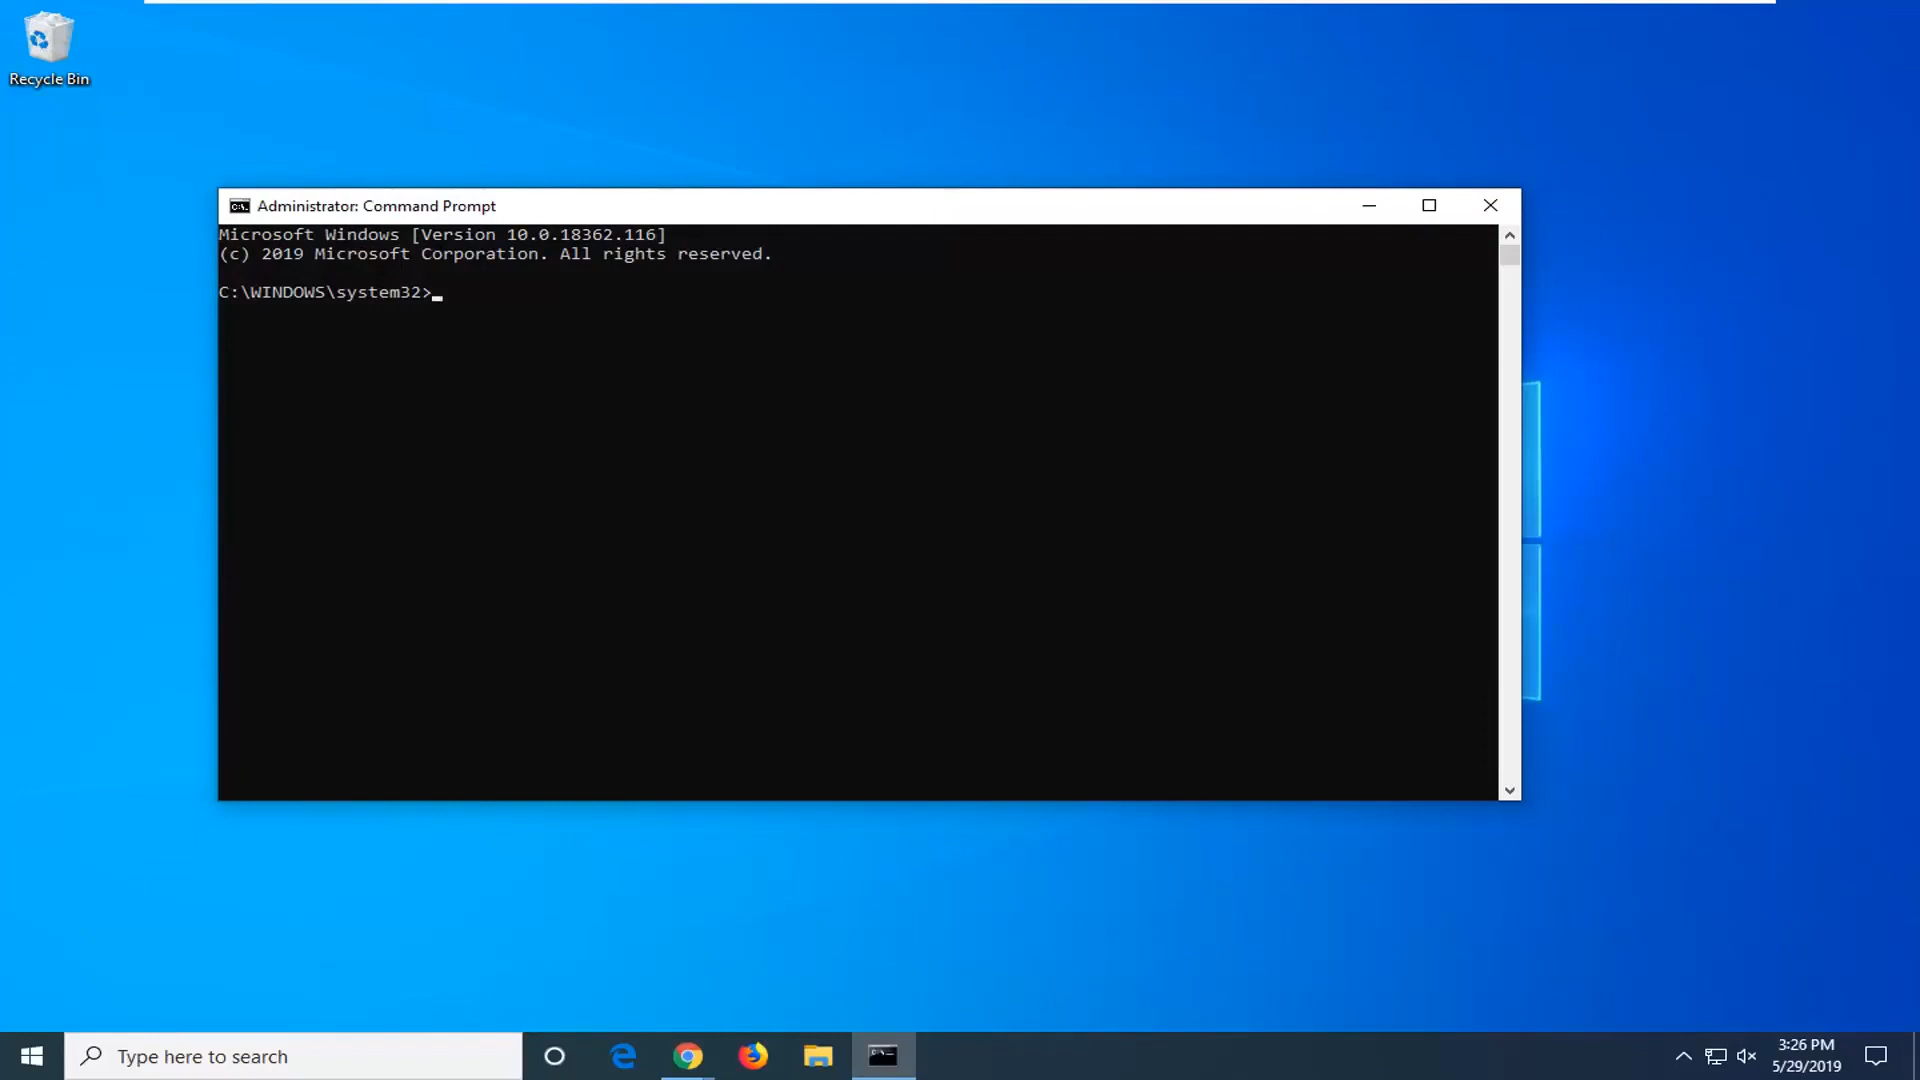 Recycle Bin
Administrator: Command Prompt
Microsoft Windows [Version 10.0.18362.116]
(c) 2019 Microsoft Corporation. All rights reserved.
C:\WINDOWS\system32>
Type here to search
3:26 PM
5/29/2019